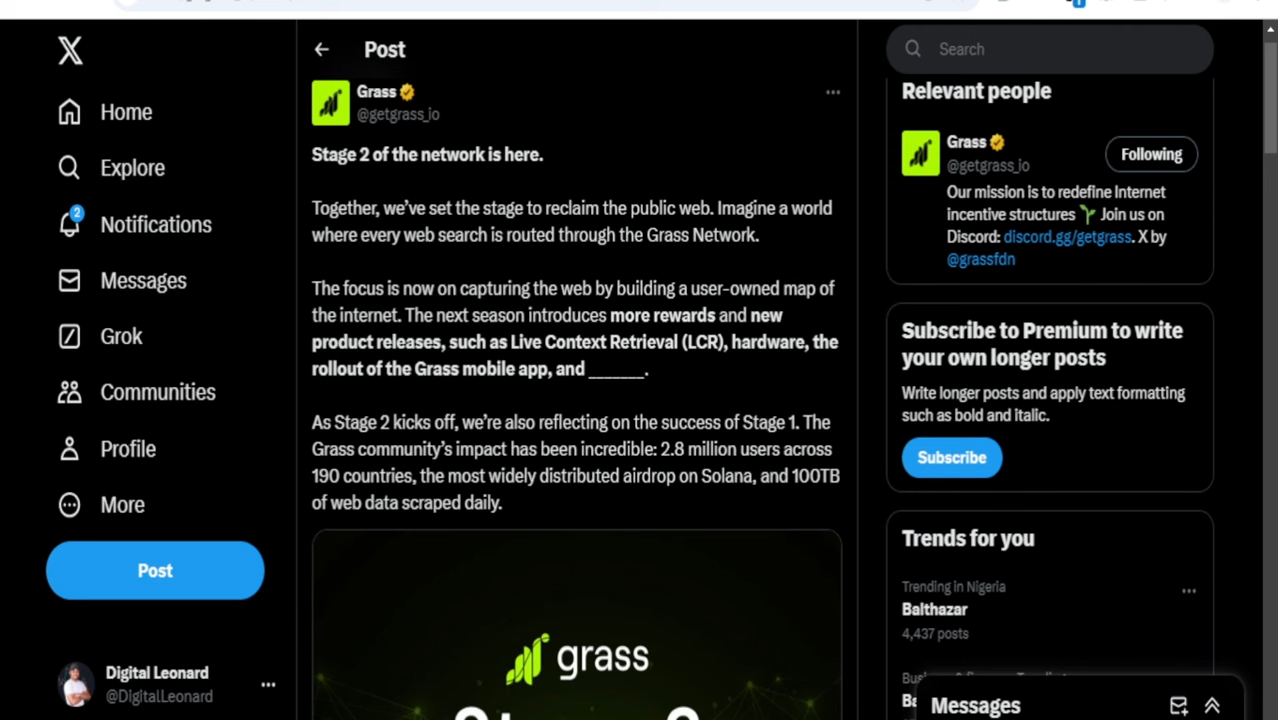 Home
Explore
2
Notifications
Messages
Grok
Communities
Profile
More
Post
Digital Leonard
@DigitalLeonard
Post
Grass
@getgrass_io
Stage 2 of the network is here.
Together, we've set the stage to reclaim the public web. Imagine a world
where every web search is routed through the Grass Network.
The focus is now on capturing the web by building a user-owned map of
the internet. The next season introduces more rewards and new
product releases, such as Live Context Retrieval (LCR), hardware, the
rollout of the Grass mobile app, and _______.
As Stage 2 kicks off, we're also reflecting on the success of Stage 1. The
Grass community's impact has been incredible: 2.8 million users across
190 countries, the most widely distributed airdrop on Solana, and 100TB
of web data scraped daily.
grass
Search
Relevant people
Grass
@getgrass_io
Following
Our mission is to redefine Internet
incentive structures 🌱 Join us on
Discord: discord.gg/getgrass. X by
@grassfdn
Subscribe to Premium to write
your own longer posts
Write longer posts and apply text formatting
such as bold and italic.
Subscribe
Trends for you
Trending in Nigeria
Balthazar
4,437 posts
Messages